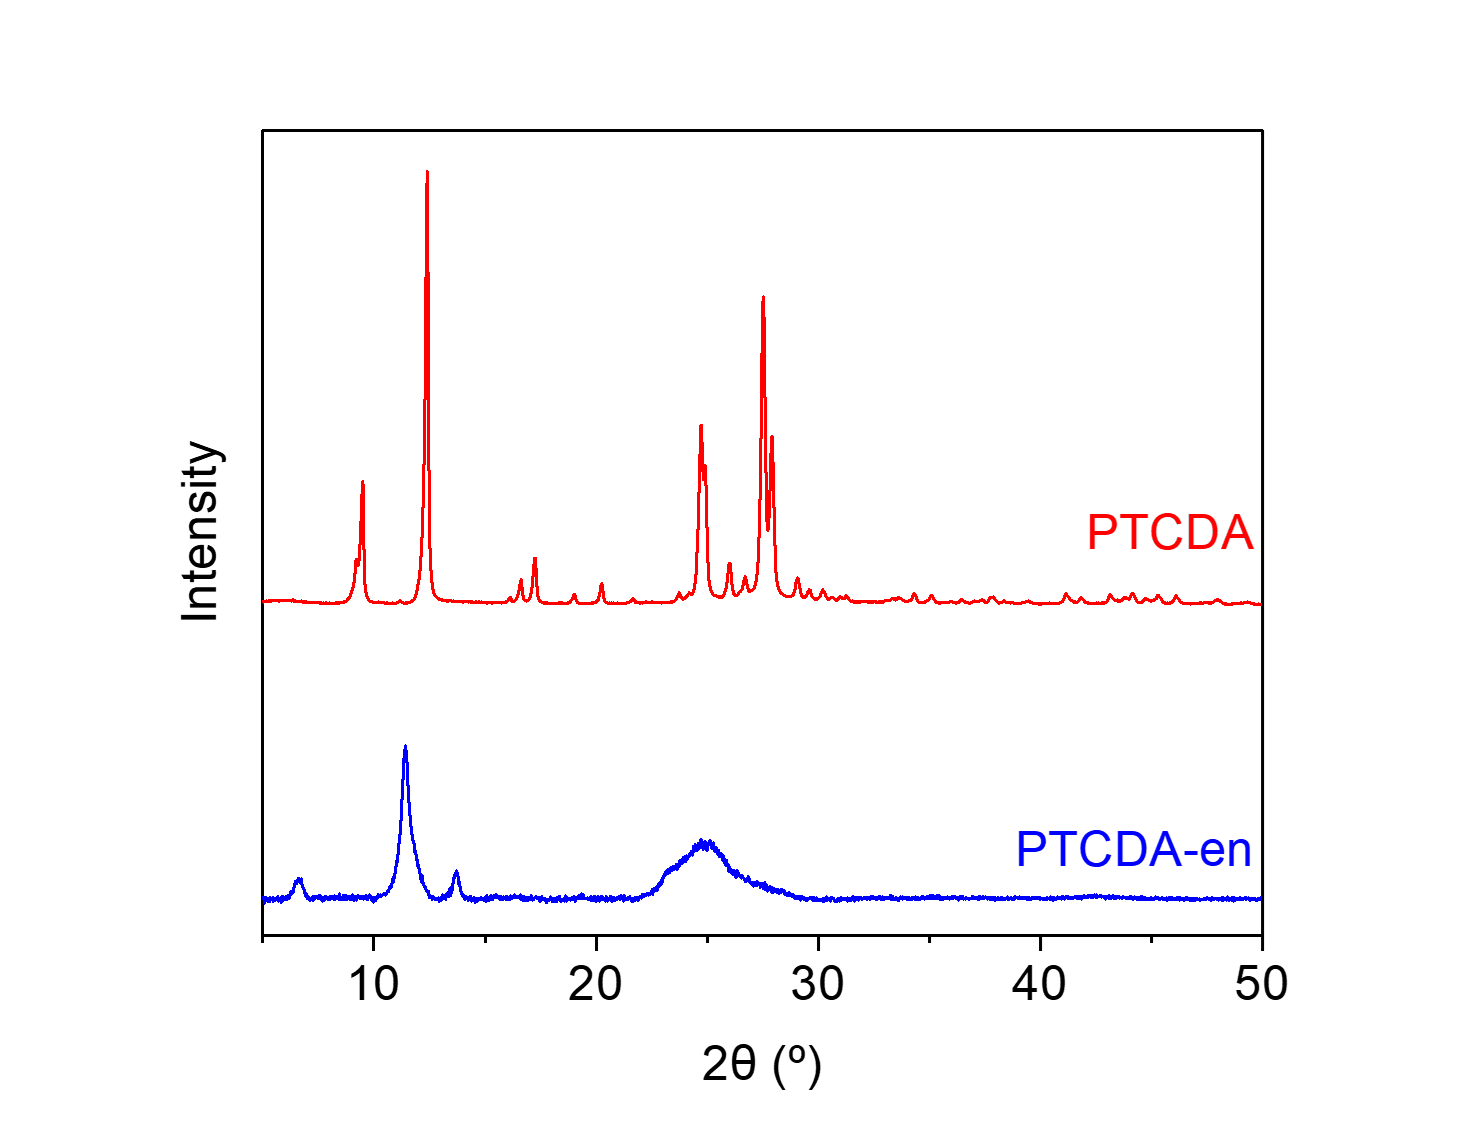 Intensity
PTCDA
PTCDA-en
10 20 30 40 50
2θ (º)